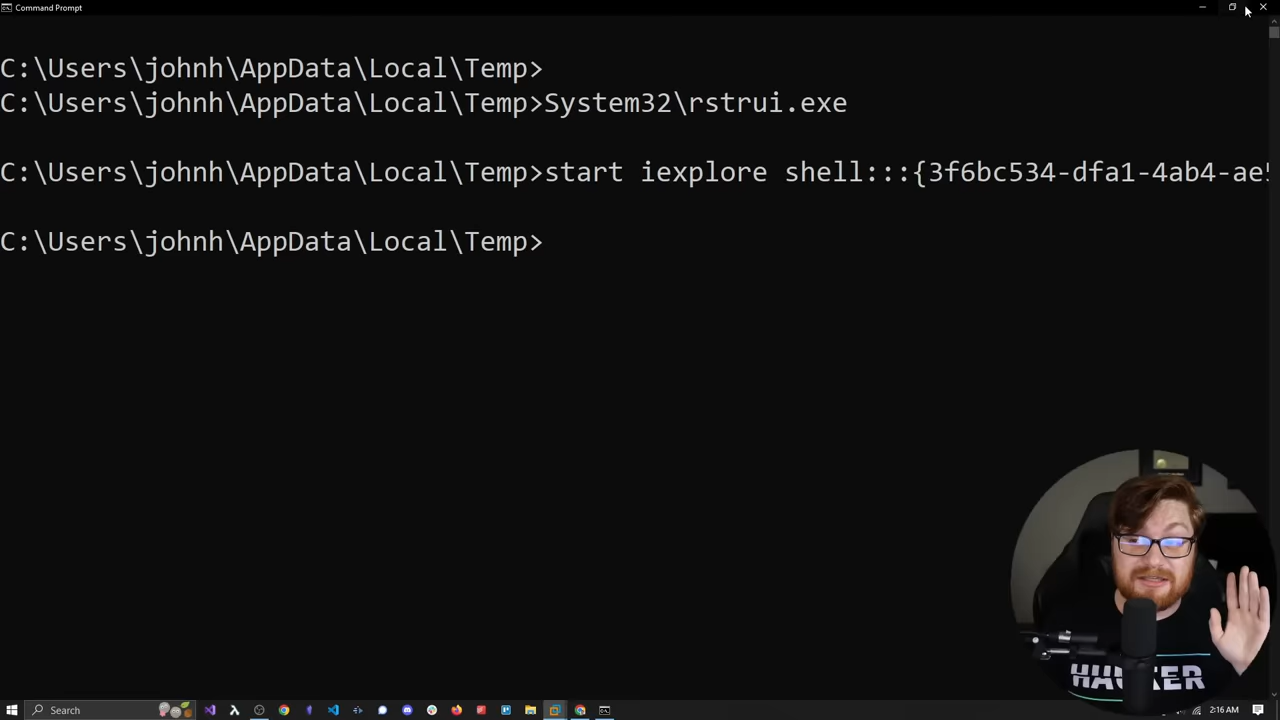 Command Prompt
C:\Users\johnh\AppData\Local\Temp>
C:\Users\johnh\AppData\Local\Temp>System32\rstrui.exe
C:\Users\johnh\AppData\Local\Temp>start iexplore shell:::{3f6bc534-dfa1-4ab4-ae5
C:\Users\johnh\AppData\Local\Temp>
HACKER
Search
2:16 AM